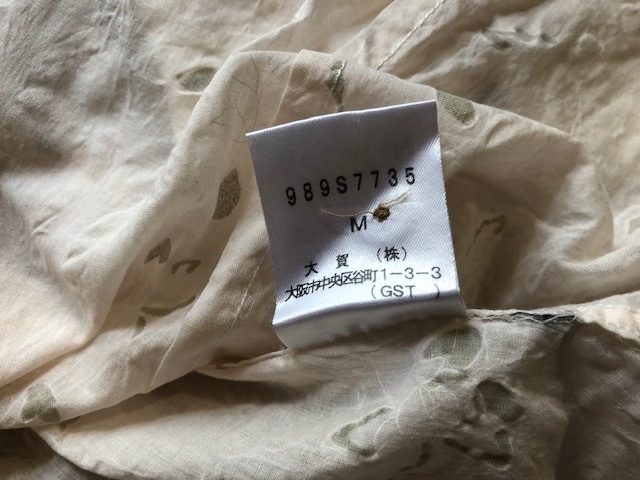 989S7735
M
大賀(株)
大阪市中央区谷町1-3-3
(GST )